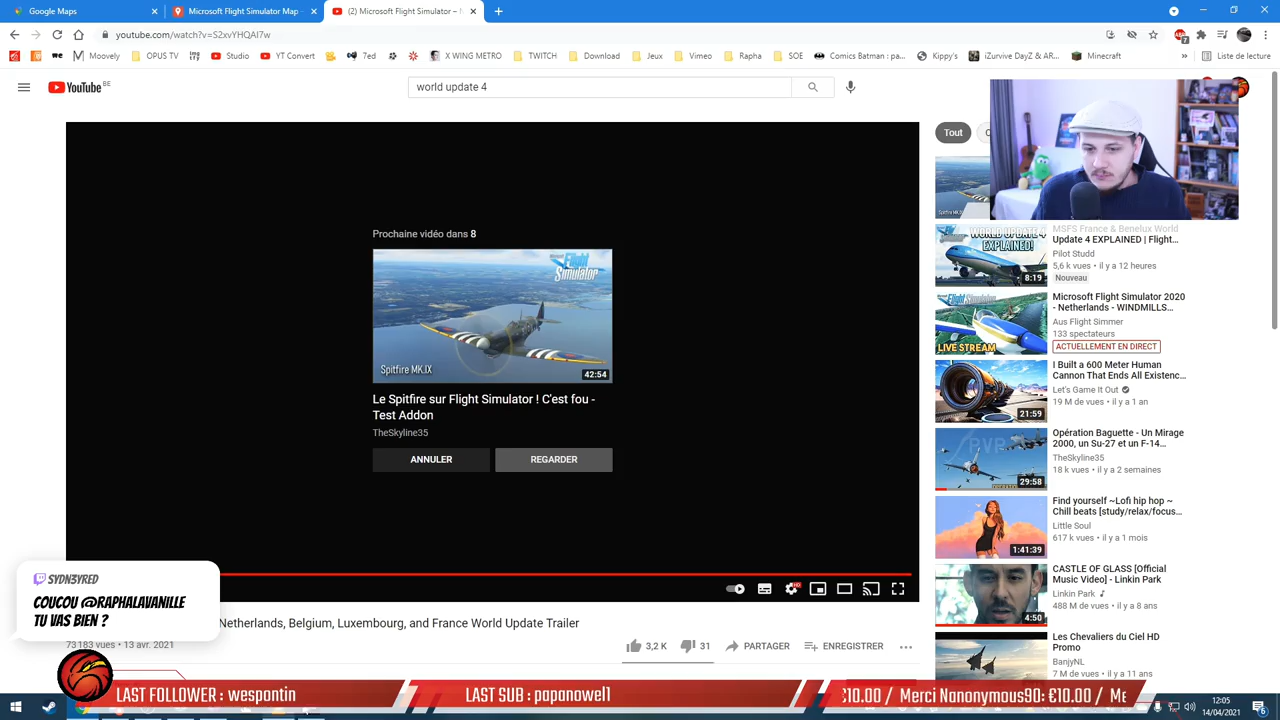 Google Maps
Microsoft Flight Simulator Map -
(2) Microsoft Flight Simulator –
youtube.com/watch?v=S2xvYHQAI7w
Moovely
OPUS TV
Studio
YT Convert
7ed
X WING METRO
TWITCH
Download
Jeux
Vimeo
Rapha
SOE
Comics Batman : pa...
Kippy's
iZurvive DayZ & AR...
Minecraft
Liste de lecture
YouTube BE
world update 4
Tout
Prochaine vidéo dans 8
Flight Simulator
Spitfire MK.IX
42:54
Le Spitfire sur Flight Simulator ! C'est fou -
Test Addon
TheSkyline35
ANNULER
REGARDER
WORLD UPDATE 4
EXPLAINED!
8:19
MSFS France & Benelux World
Update 4 EXPLAINED | Flight...
Pilot Studd
5,6 k vues • il y a 12 heures
Nouveau
LIVE STREAM
Microsoft Flight Simulator 2020
- Netherlands - WINDMILLS...
Aus Flight Simmer
133 spectateurs
ACTUELLEMENT EN DIRECT
21:59
I Built a 600 Meter Human
Cannon That Ends All Existenc...
Let's Game It Out
19 M de vues • il y a 1 an
29:58
Opération Baguette - Un Mirage
2000, un Su-27 et un F-14...
TheSkyline35
18 k vues • il y a 2 semaines
1:41:39
Find yourself ~Lofi hip hop ~
Chill beats [study/relax/focus...
Little Soul
617 k vues • il y a 1 mois
4:50
CASTLE OF GLASS [Official
Music Video] - Linkin Park
Linkin Park
488 M de vues • il y a 8 ans
Les Chevaliers du Ciel HD
Promo
BanjyNL
7 M de vues • il y a 11 ans
SYDN3YRED
COUCOU @RAPHALAVANILLE
TU VAS BIEN ?
Netherlands, Belgium, Luxembourg, and France World Update Trailer
73 183 vues • 13 avr. 2021
3,2 K
31
PARTAGER
ENREGISTRER
LAST FOLLOWER : wespontin
LAST SUB : papanowel1
€10.00 / Merci Nanonymous90: €10.00 / Me
12:05
14/04/2021